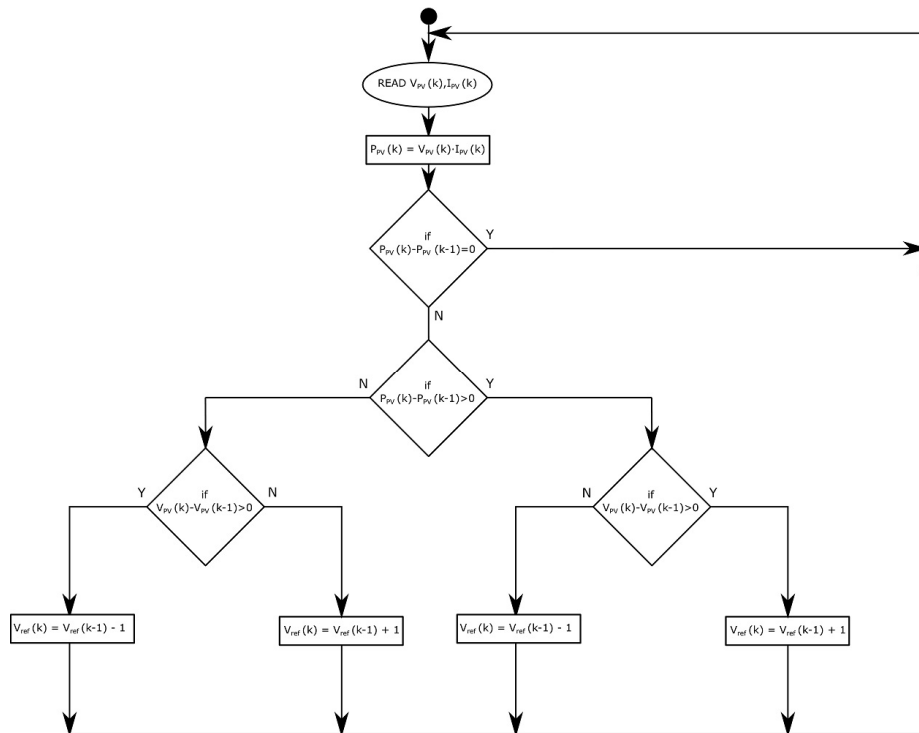 READ V_PV(k),I_PV(k)
P_PV(k) = V_PV(k)·I_PV(k)
if
P_PV(k)-P_PV(k-1)=0
Y
N
if
P_PV(k)-P_PV(k-1)>0
N
Y
if
V_PV(k)-V_PV(k-1)>0
Y
N
if
V_PV(k)-V_PV(k-1)>0
N
Y
V_ref(k) = V_ref(k-1) - 1
V_ref(k) = V_ref(k-1) + 1
V_ref(k) = V_ref(k-1) - 1
V_ref(k) = V_ref(k-1) + 1